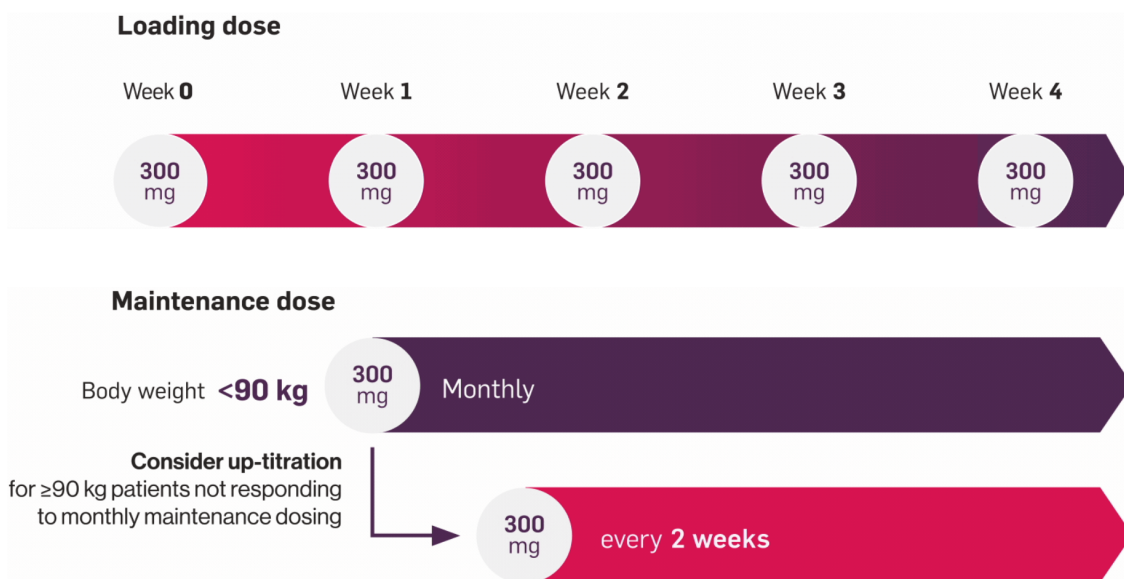 Loading dose
Week 0 Week 1 Week 2 Week 3 Week 4
300 300 300 300 300
mg mg mg mg mg
Maintenance dose
Body weight <90 kg
300
mg
Monthly
Consider up-titration
for ≥90 kg patients not responding
to monthly maintenance dosing
300
mg
every 2 weeks